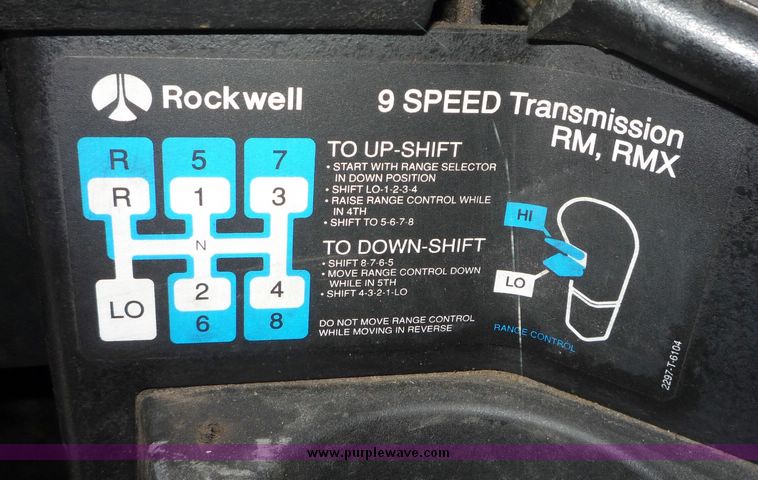 Rockwell
9 SPEED Transmission
RM, RMX
R 5 7
R 1 3
N
LO 2 4
6 8
TO UP-SHIFT
• START WITH RANGE SELECTOR
IN DOWN POSITION
• SHIFT LO-1-2-3-4
• RAISE RANGE CONTROL WHILE
IN 4TH
• SHIFT TO 5-6-7-8
TO DOWN-SHIFT
• SHIFT 8-7-6-5
• MOVE RANGE CONTROL DOWN
WHILE IN 5TH
• SHIFT 4-3-2-1-LO
DO NOT MOVE RANGE CONTROL
WHILE MOVING IN REVERSE
HI
LO
RANGE CONTROL
2297-T-6104
www.purplewave.com